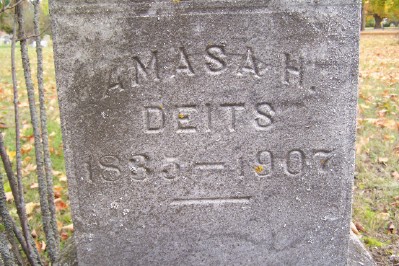 AMASA H.
DEITS
1835 — 1907